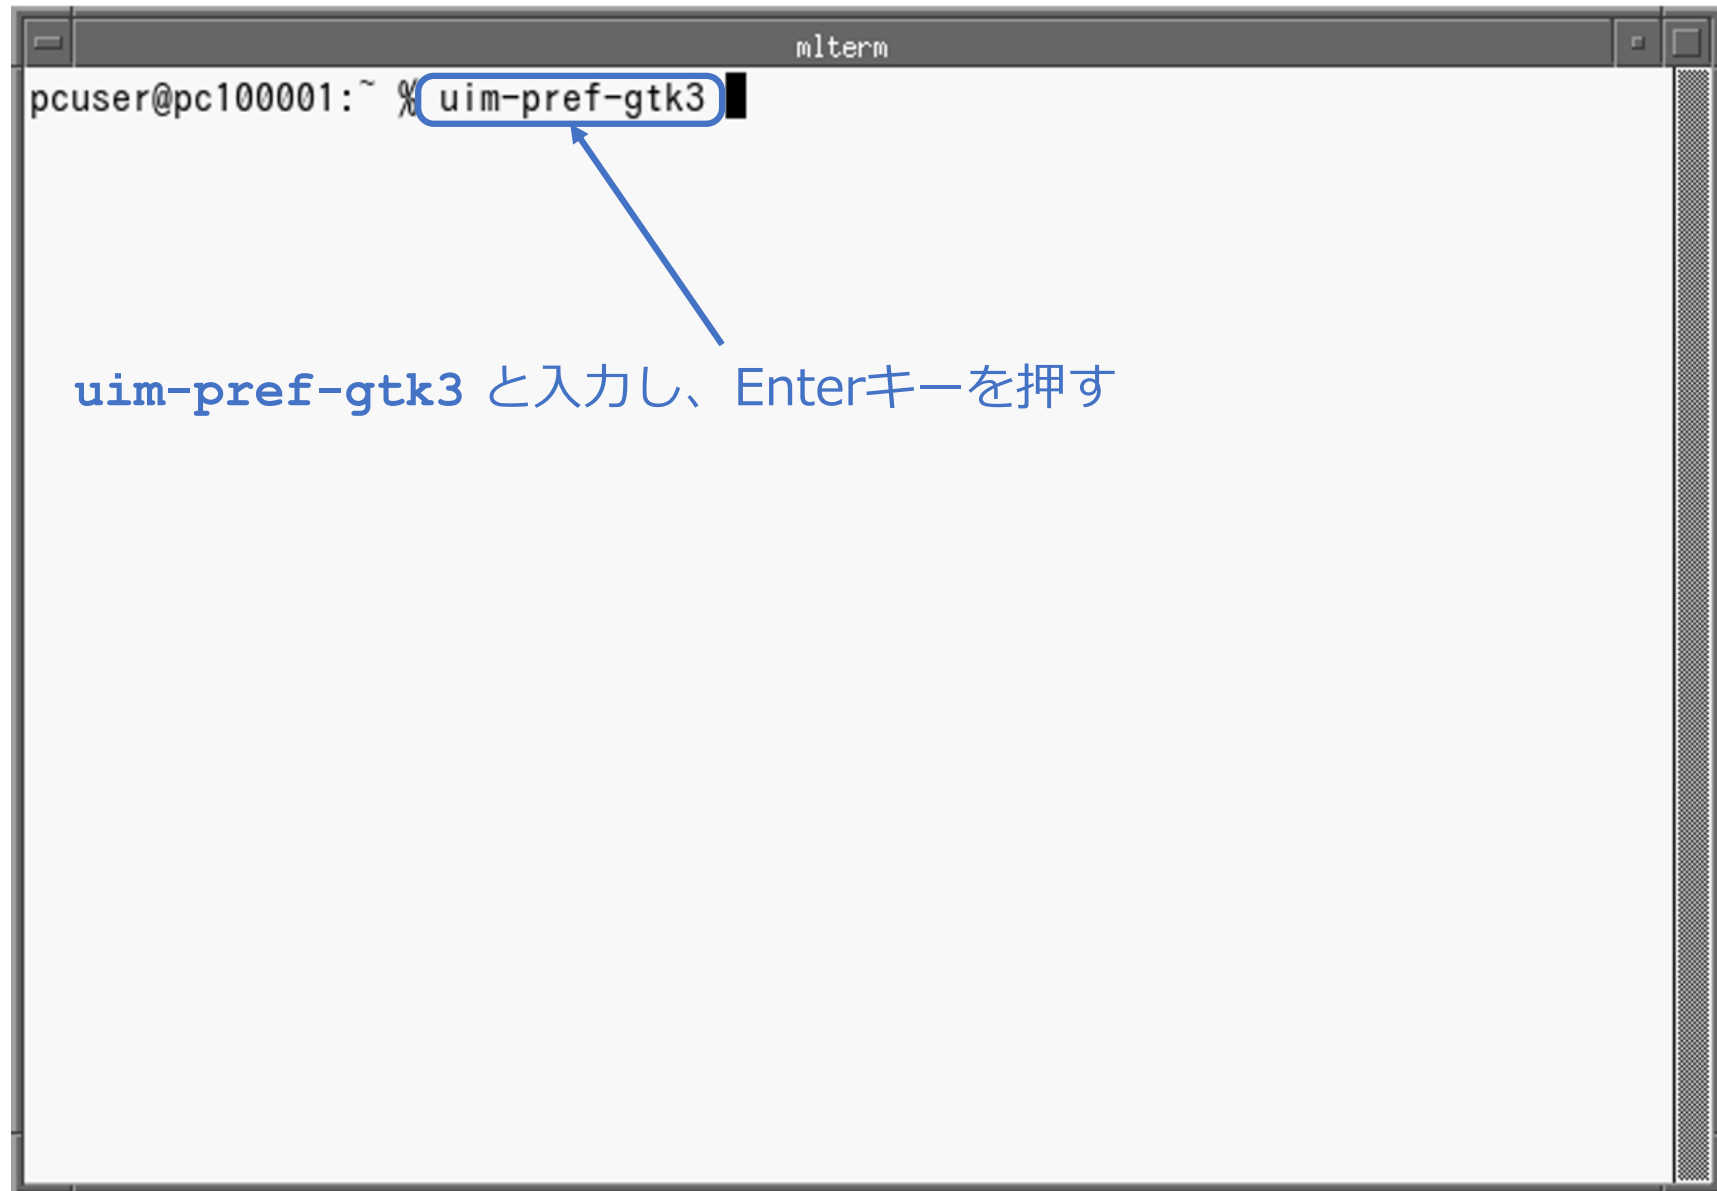 mlterm
pcuser@pc100001:~ % uim-pref-gtk3
uim-pref-gtk3 と入力し、Enterキーを押す